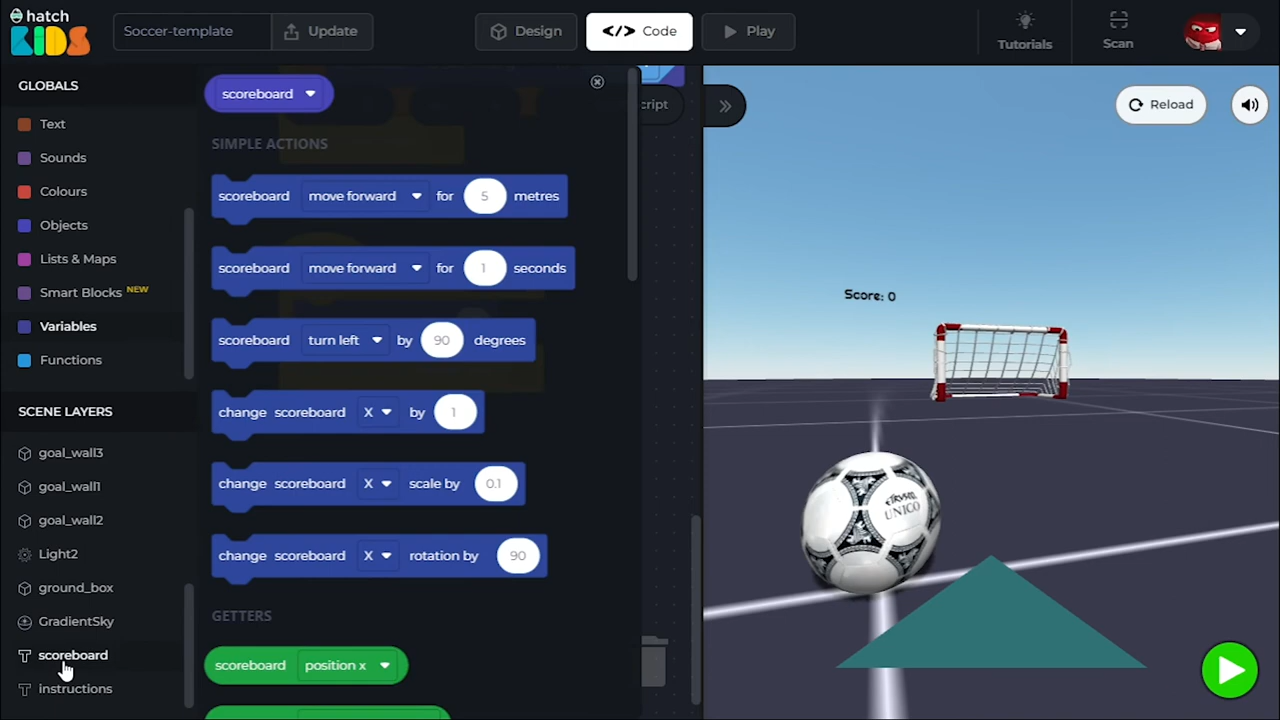 hatch
KIDS
Soccer-template
Update
Design
</> Code
Play
Tutorials
Scan
GLOBALS
Text
Sounds
Colours
Objects
Lists & Maps
Smart Blocks NEW
Variables
Functions
SCENE LAYERS
goal_wall3
goal_wall1
goal_wall2
Light2
ground_box
GradientSky
scoreboard
instructions
scoreboard
SIMPLE ACTIONS
scoreboard move forward for 5 metres
scoreboard move forward for 1 seconds
scoreboard turn left by 90 degrees
change scoreboard X by 1
change scoreboard X scale by 0.1
change scoreboard X rotation by 90
GETTERS
scoreboard position x
cript
Reload
Score: 0
UNICO